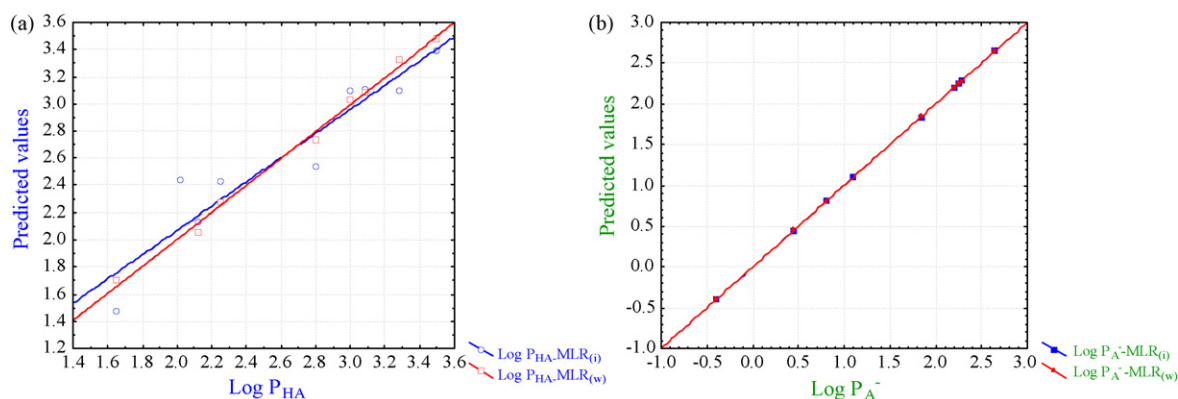 (a)
3.6
3.4
3.2
3.0
2.8
2.6
2.4
2.2
2.0
1.8
1.6
1.4
1.2
Predicted values
1.4 1.6 1.8 2.0 2.2 2.4 2.6 2.8 3.0 3.2 3.4 3.6
Log P_HA
Log P_HA-MLR_(i)
Log P_HA-MLR_(w)
(b)
3.0
2.5
2.0
1.5
1.0
0.5
0.0
-0.5
-1.0
Predicted values
-1.0 -0.5 0.0 0.5 1.0 1.5 2.0 2.5 3.0
Log P_A^-
Log P_A^--MLR_(i)
Log P_A^--MLR_(w)